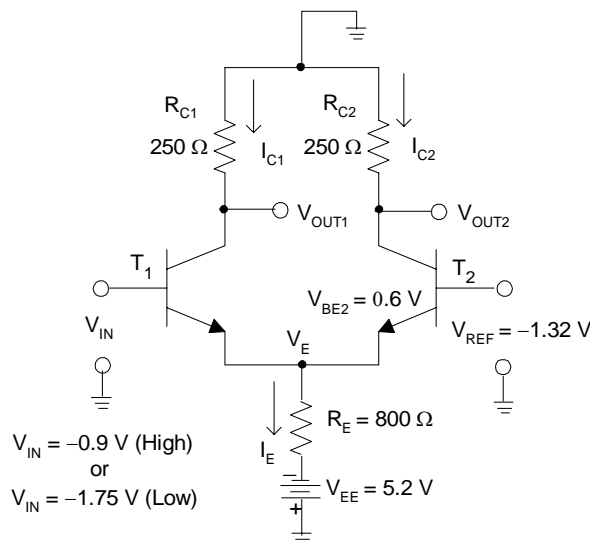 R_C1
250 Ω
I_C1
R_C2
250 Ω
I_C2
V_OUT1
V_OUT2
T_1
T_2
V_BE2 = 0.6 V
V_IN
V_E
V_REF = −1.32 V
I_E
R_E = 800 Ω
V_IN = −0.9 V (High)
or
V_IN = −1.75 V (Low)
−
V_EE = 5.2 V
+